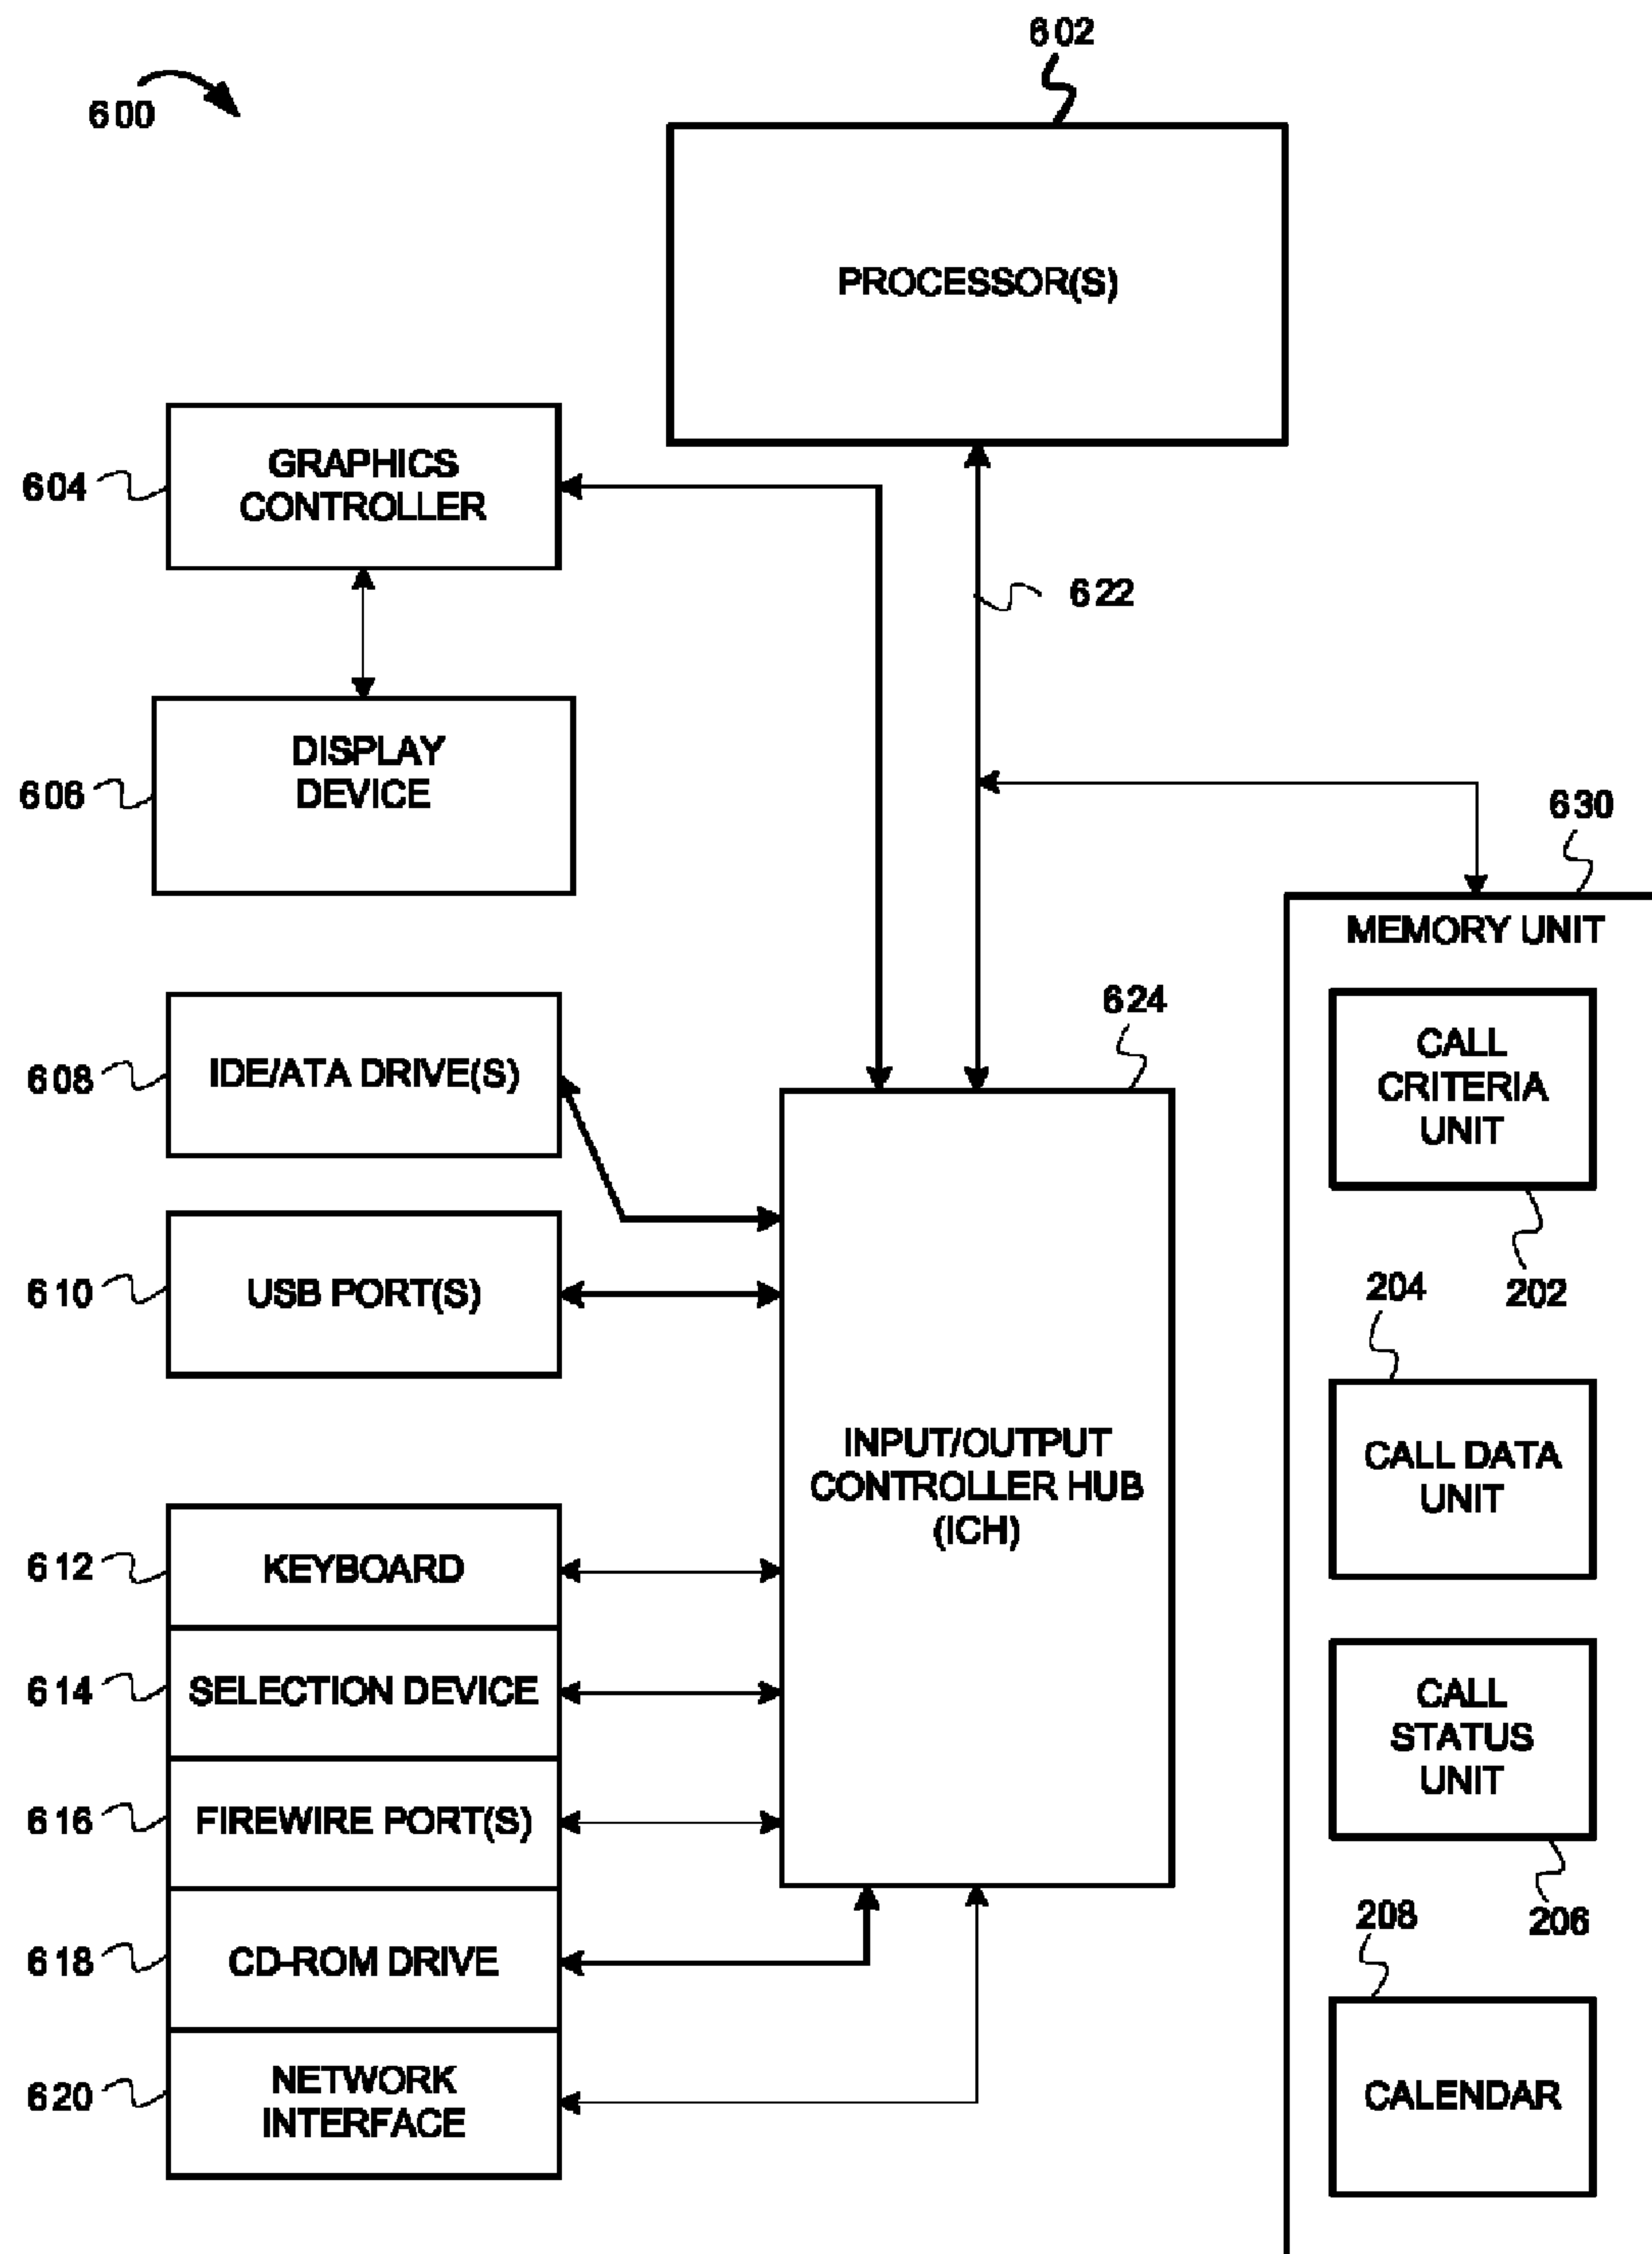 602
600
PROCESSOR(S)
GRAPHICS
CONTROLLER
604
622
DISPLAY
DEVICE
606
630
MEMORY UNIT
624
CALL
CRITERIA
UNIT
608
IDE/ATA DRIVE(S)
202
204
610
USB PORT(S)
INPUT/OUTPUT
CONTROLLER HUB
(ICH)
CALL DATA
UNIT
612
KEYBOARD
614
SELECTION DEVICE
CALL
STATUS
UNIT
616
FIREWIRE PORT(S)
206
208
618
CD-ROM DRIVE
620
NETWORK
INTERFACE
CALENDAR